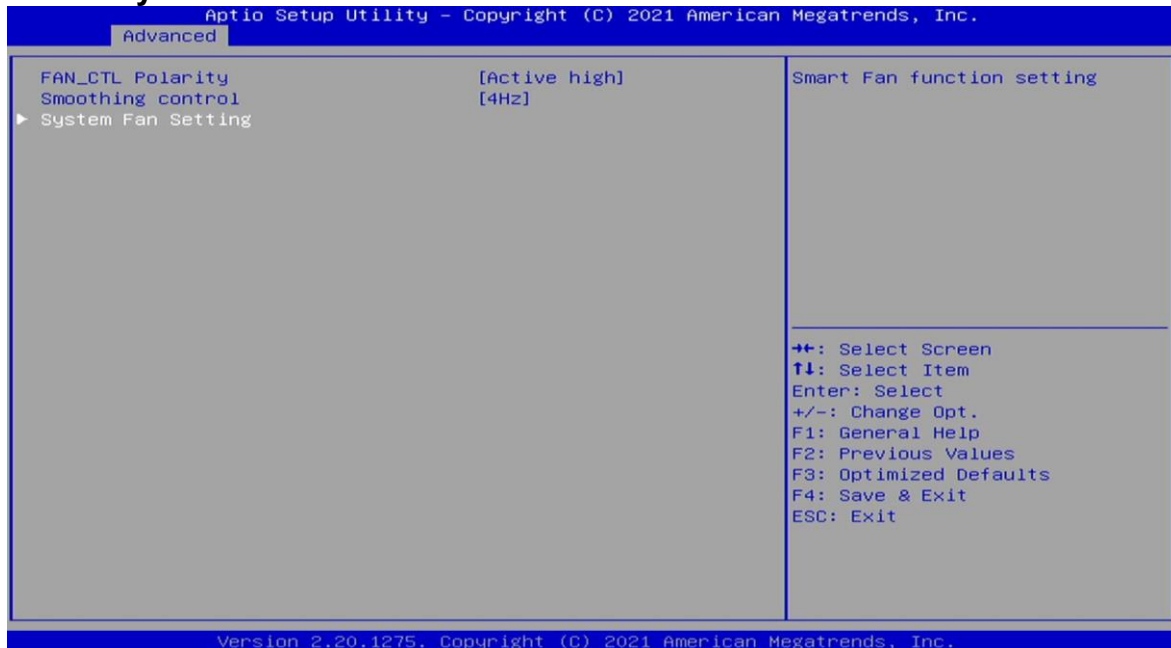 Aptio Setup Utility – Copyright (C) 2021 American Megatrends, Inc.
Advanced
FAN_CTL Polarity [Active high]
Smoothing control [4Hz]
► System Fan Setting
Smart Fan function setting
→←: Select Screen
↑↓: Select Item
Enter: Select
+/-: Change Opt.
F1: General Help
F2: Previous Values
F3: Optimized Defaults
F4: Save & Exit
ESC: Exit
Version 2.20.1275. Copyright (C) 2021 American Megatrends, Inc.